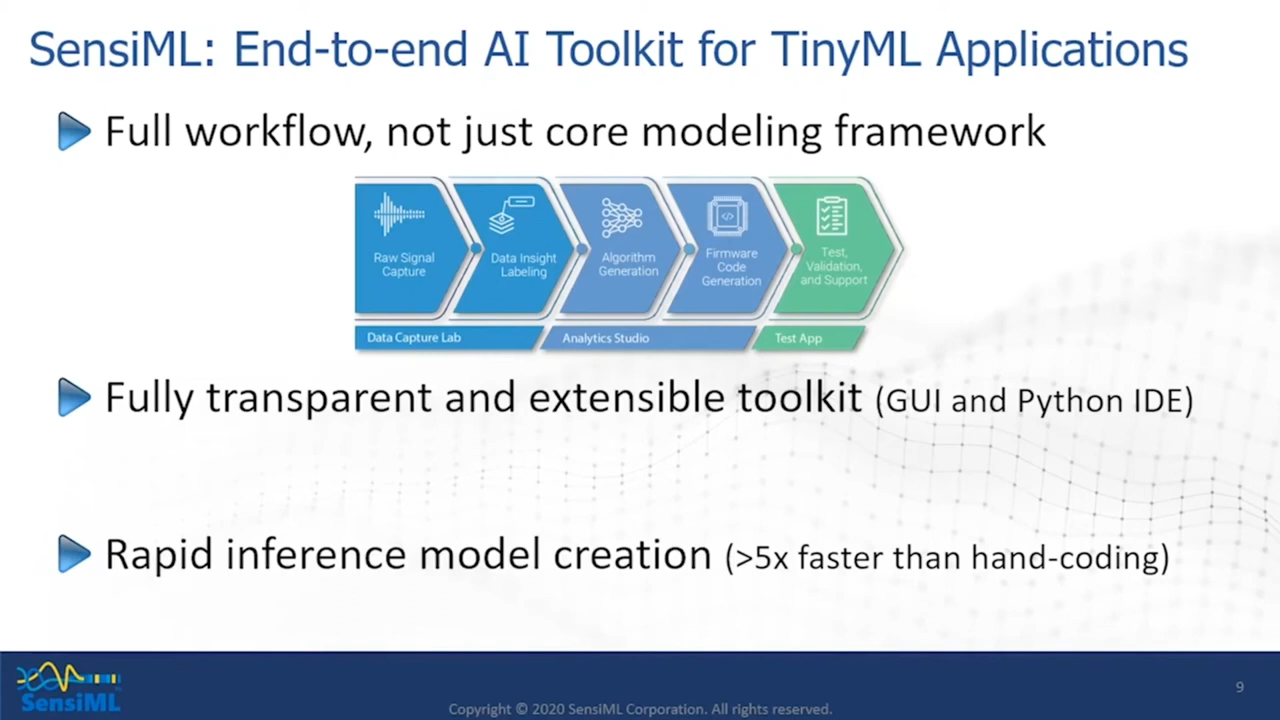 SensiML: End-to-end AI Toolkit for TinyML Applications
Full workflow, not just core modeling framework
Raw Signal
Capture
Data Insight
Labeling
Algorithm
Generation
Firmware
Code
Generation
Test,
Validation,
and Support
Data Capture Lab
Analytics Studio
Test App
Fully transparent and extensible toolkit (GUI and Python IDE)
Rapid inference model creation (>5x faster than hand-coding)
SensiML
Copyright © 2020 SensiML Corporation. All rights reserved.
9